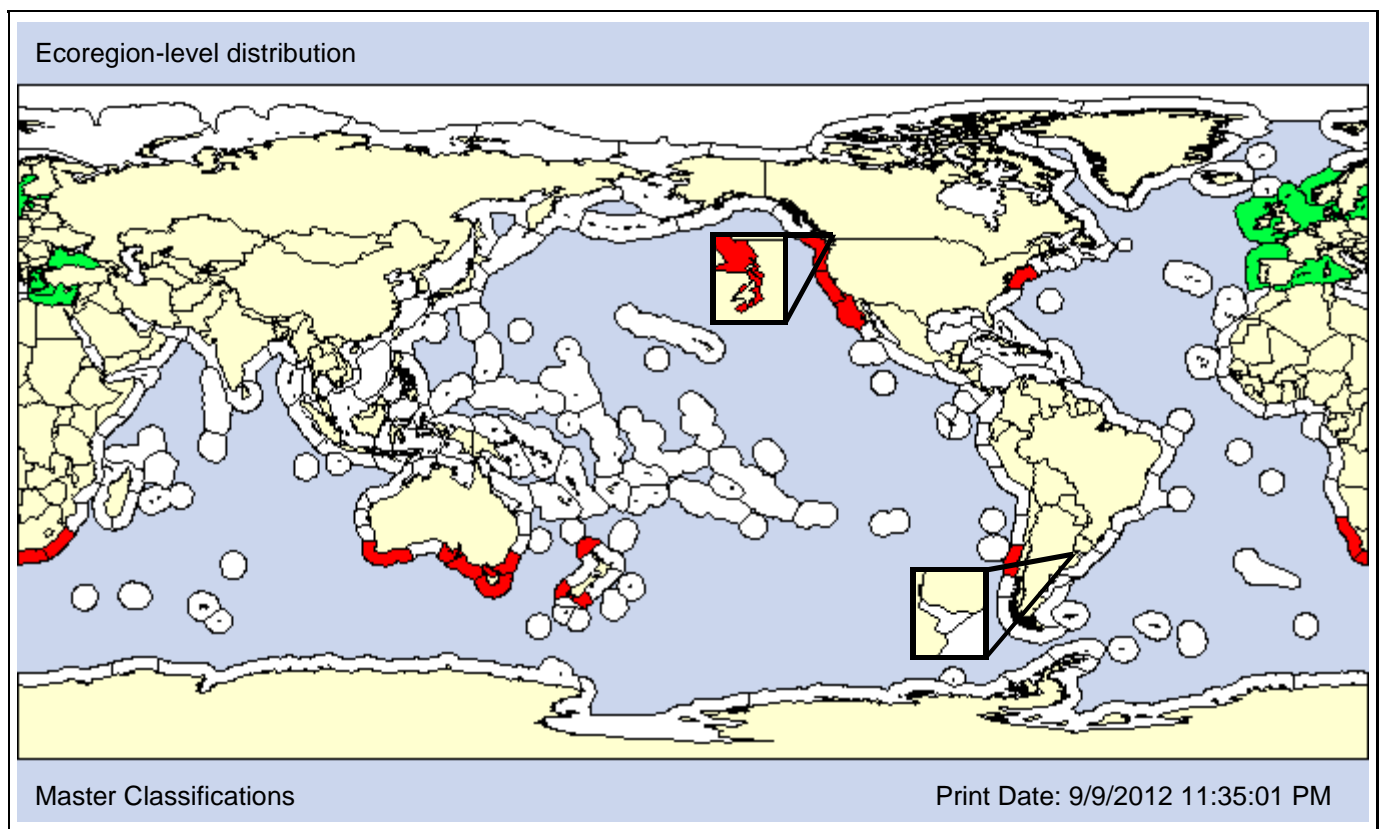 Ecoregion-level distribution
Master Classifications
Print Date: 9/9/2012 11:35:01 PM